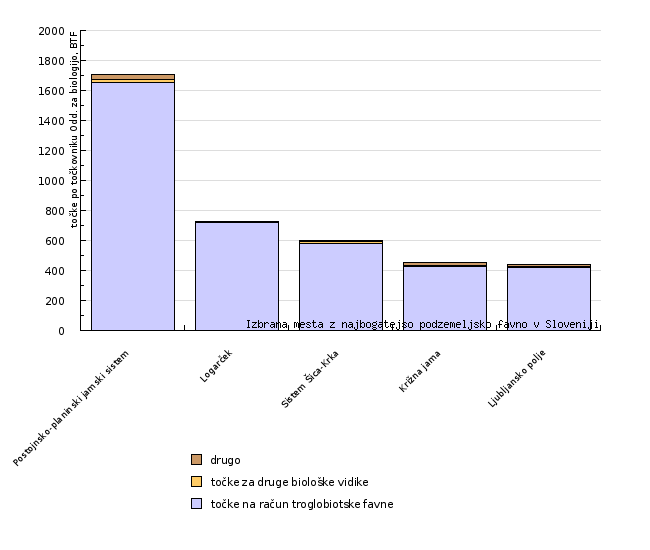 2000
1800
1600
1400
1200
1000
800
600
400
200
0
točke po točkovniku Odd. za biologijo, BTF
Izbrana mesta z najbogatejso podzemeljsko favno v Sloveniji
Postojnsko-planinski jamski sistem
Logarček
Sistem Šica-Krka
Križna jama
Ljubljansko polje
drugo
točke za druge biološke vidike
točke na račun troglobiotske favne